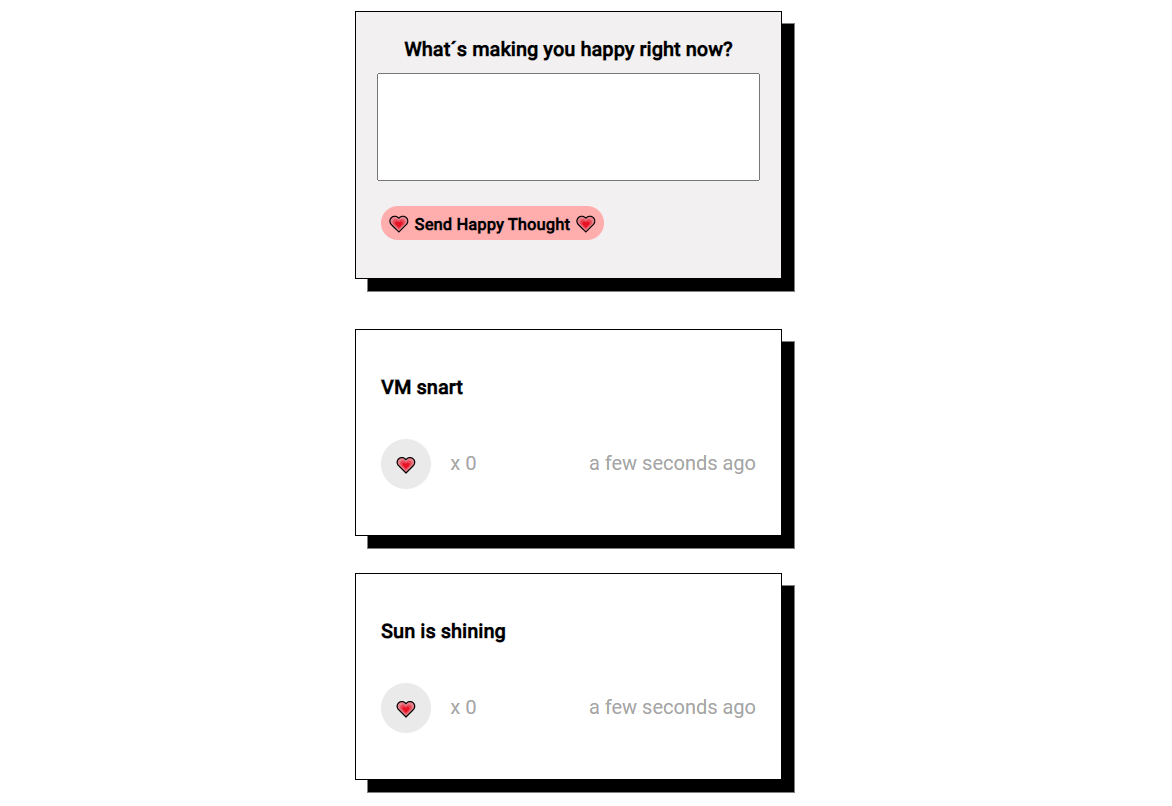 What´s making you happy right now?
Send Happy Thought
VM snart
x 0
a few seconds ago
Sun is shining
x 0
a few seconds ago